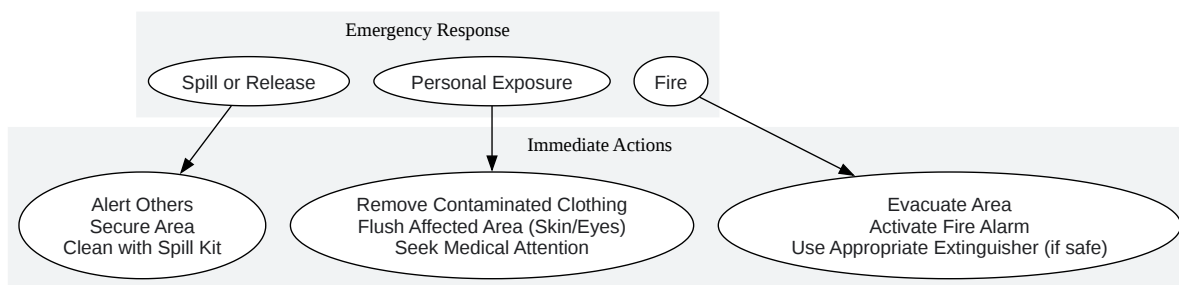 Emergency Response
Spill or Release
Personal Exposure
Fire
Immediate Actions
Alert Others
Secure Area
Clean with Spill Kit
Remove Contaminated Clothing
Flush Affected Area (Skin/Eyes)
Seek Medical Attention
Evacuate Area
Activate Fire Alarm
Use Appropriate Extinguisher (if safe)